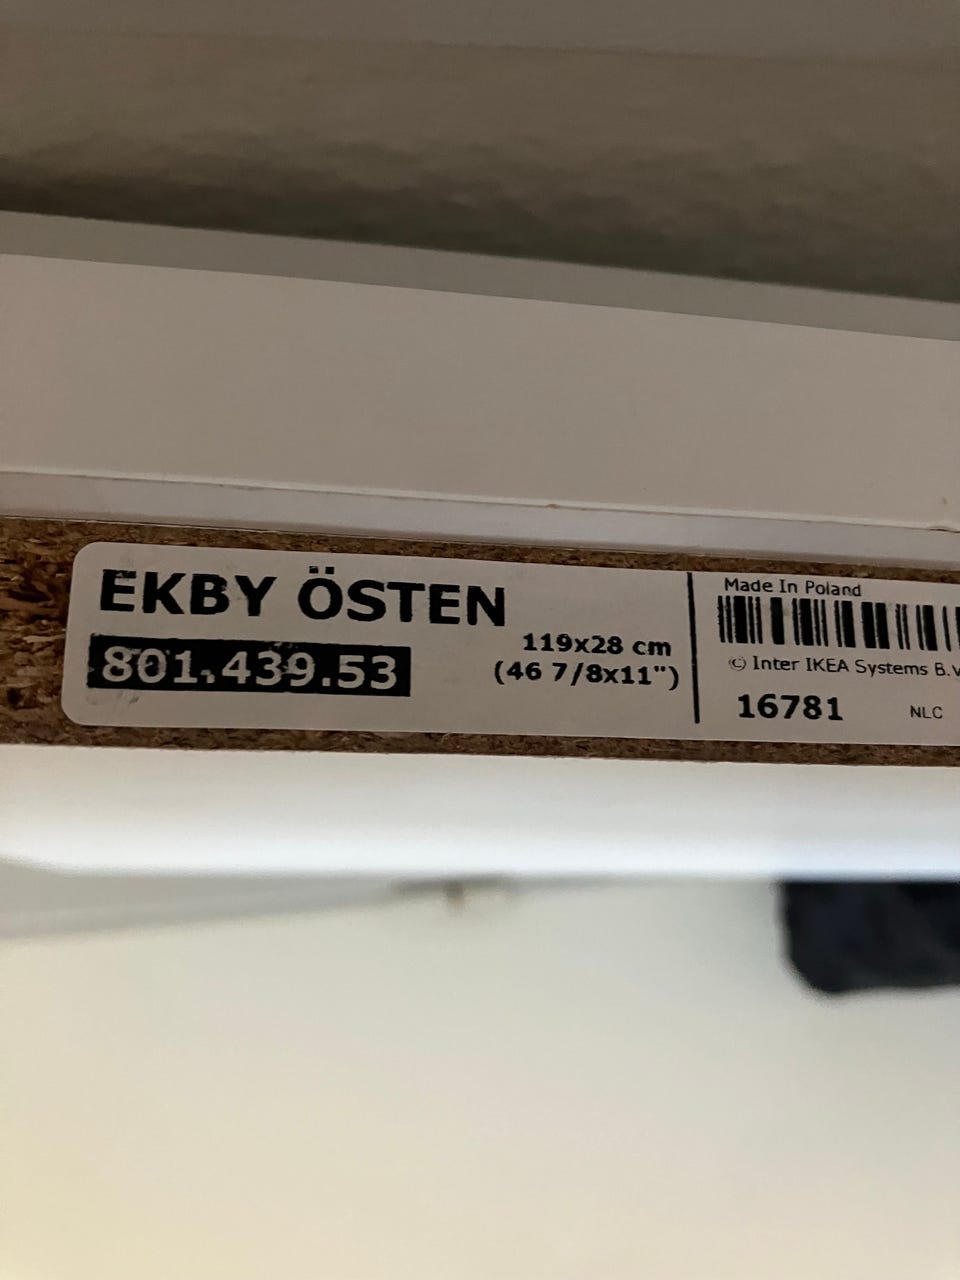 EKBY ÖSTEN
801.439.53
119x28 cm
(46 7/8x11")
Made In Poland
© Inter IKEA Systems B.V
16781
NLC